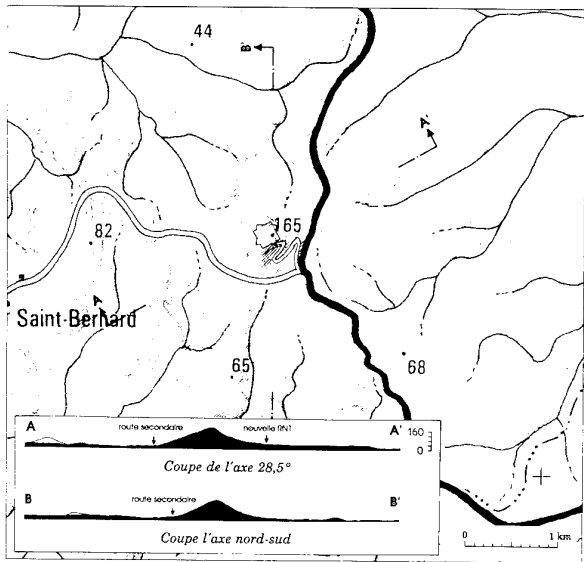 44
B'
A'
165
82
A
Saint-Bernard
65
68
A route secondaire nouvelle RN1 A' 160
0
Coupe de l'axe 28,5°
B route secondaire B'
Coupe l'axe nord-sud
0 1 km